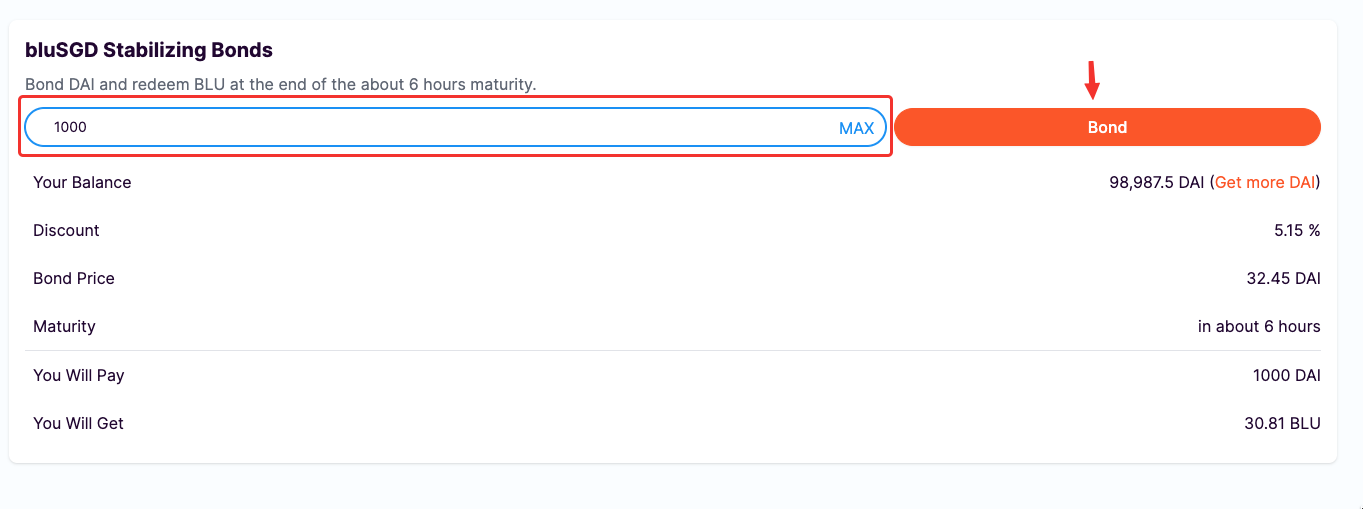 bluSGD Stabilizing Bonds
Bond DAI and redeem BLU at the end of the about 6 hours maturity.
1000 MAX Bond
Your Balance 98,987.5 DAI (Get more DAI)
Discount 5.15 %
Bond Price 32.45 DAI
Maturity in about 6 hours
You Will Pay 1000 DAI
You Will Get 30.81 BLU